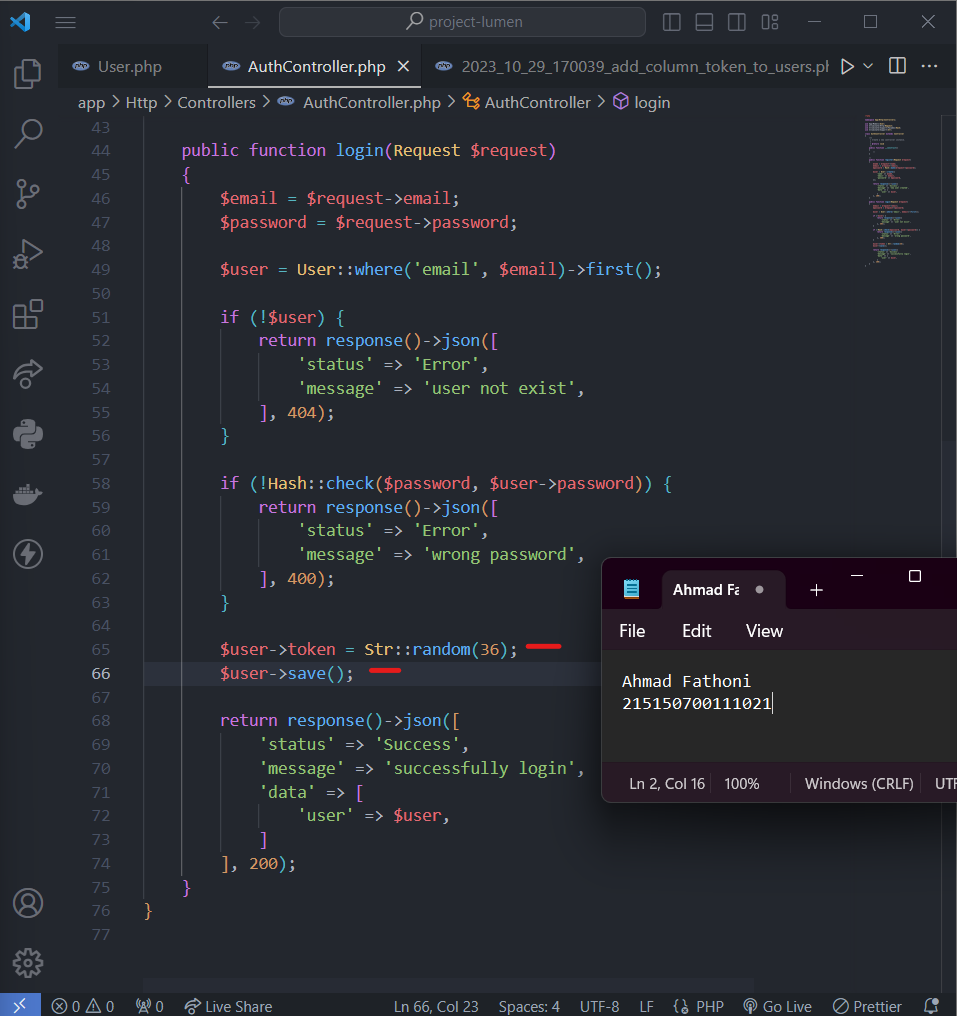 project-lumen
User.php
AuthController.php
2023_10_29_170039_add_column_token_to_users.ph
app > Http > Controllers > AuthController.php > AuthController > login
43
44 public function login(Request $request)
45 {
46 $email = $request->email;
47 $password = $request->password;
48
49 $user = User::where('email', $email)->first();
50
51 if (!$user) {
52 return response()->json([
53 'status' => 'Error',
54 'message' => 'user not exist',
55 ], 404);
56 }
57
58 if (!Hash::check($password, $user->password)) {
59 return response()->json([
60 'status' => 'Error',
61 'message' => 'wrong password',
62 ], 400);
63 }
64
65 $user->token = Str::random(36);
66 $user->save();
67
68 return response()->json([
69 'status' => 'Success',
70 'message' => 'successfully login',
71 'data' => [
72 'user' => $user,
73 ]
74 ], 200);
75 }
76 }
77
Ahmad Fa
File Edit View
Ahmad Fathoni
215150700111021
Ln 2, Col 16 100% Windows (CRLF) UTF
0 0 0 Live Share Ln 66, Col 23 Spaces: 4 UTF-8 LF {} PHP Go Live Prettier